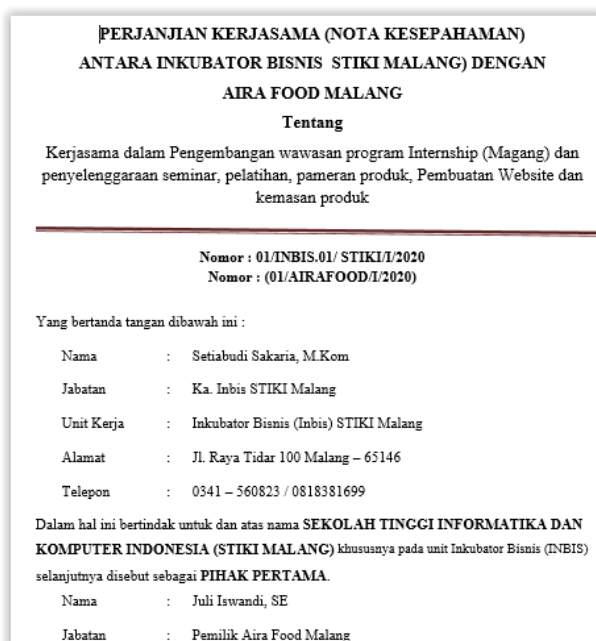 PERJANJIAN KERJASAMA (NOTA KESEPAHAMAN)
ANTARA INKUBATOR BISNIS STIKI MALANG) DENGAN
AIRA FOOD MALANG
Tentang
Kerjasama dalam Pengembangan wawasan program Internship (Magang) dan
penyelenggaraan seminar, pelatihan, pameran produk, Pembuatan Website dan
kemasan produk
Nomor : 01/INBIS.01/ STIKI/I/2020
Nomor : (01/AIRAFOOD/I/2020)
Yang bertanda tangan dibawah ini :
Nama : Setiabudi Sakaria, M.Kom
Jabatan : Ka. Inbis STIKI Malang
Unit Kerja : Inkubator Bisnis (Inbis) STIKI Malang
Alamat : Jl. Raya Tidar 100 Malang – 65146
Telepon : 0341 – 560823 / 0818381699
Dalam hal ini bertindak untuk dan atas nama SEKOLAH TINGGI INFORMATIKA DAN
KOMPUTER INDONESIA (STIKI MALANG) khususnya pada unit Inkubator Bisnis (INBIS)
selanjutnya disebut sebagai PIHAK PERTAMA.
Nama : Juli Iswandi, SE
Jabatan : Pemilik Aira Food Malang